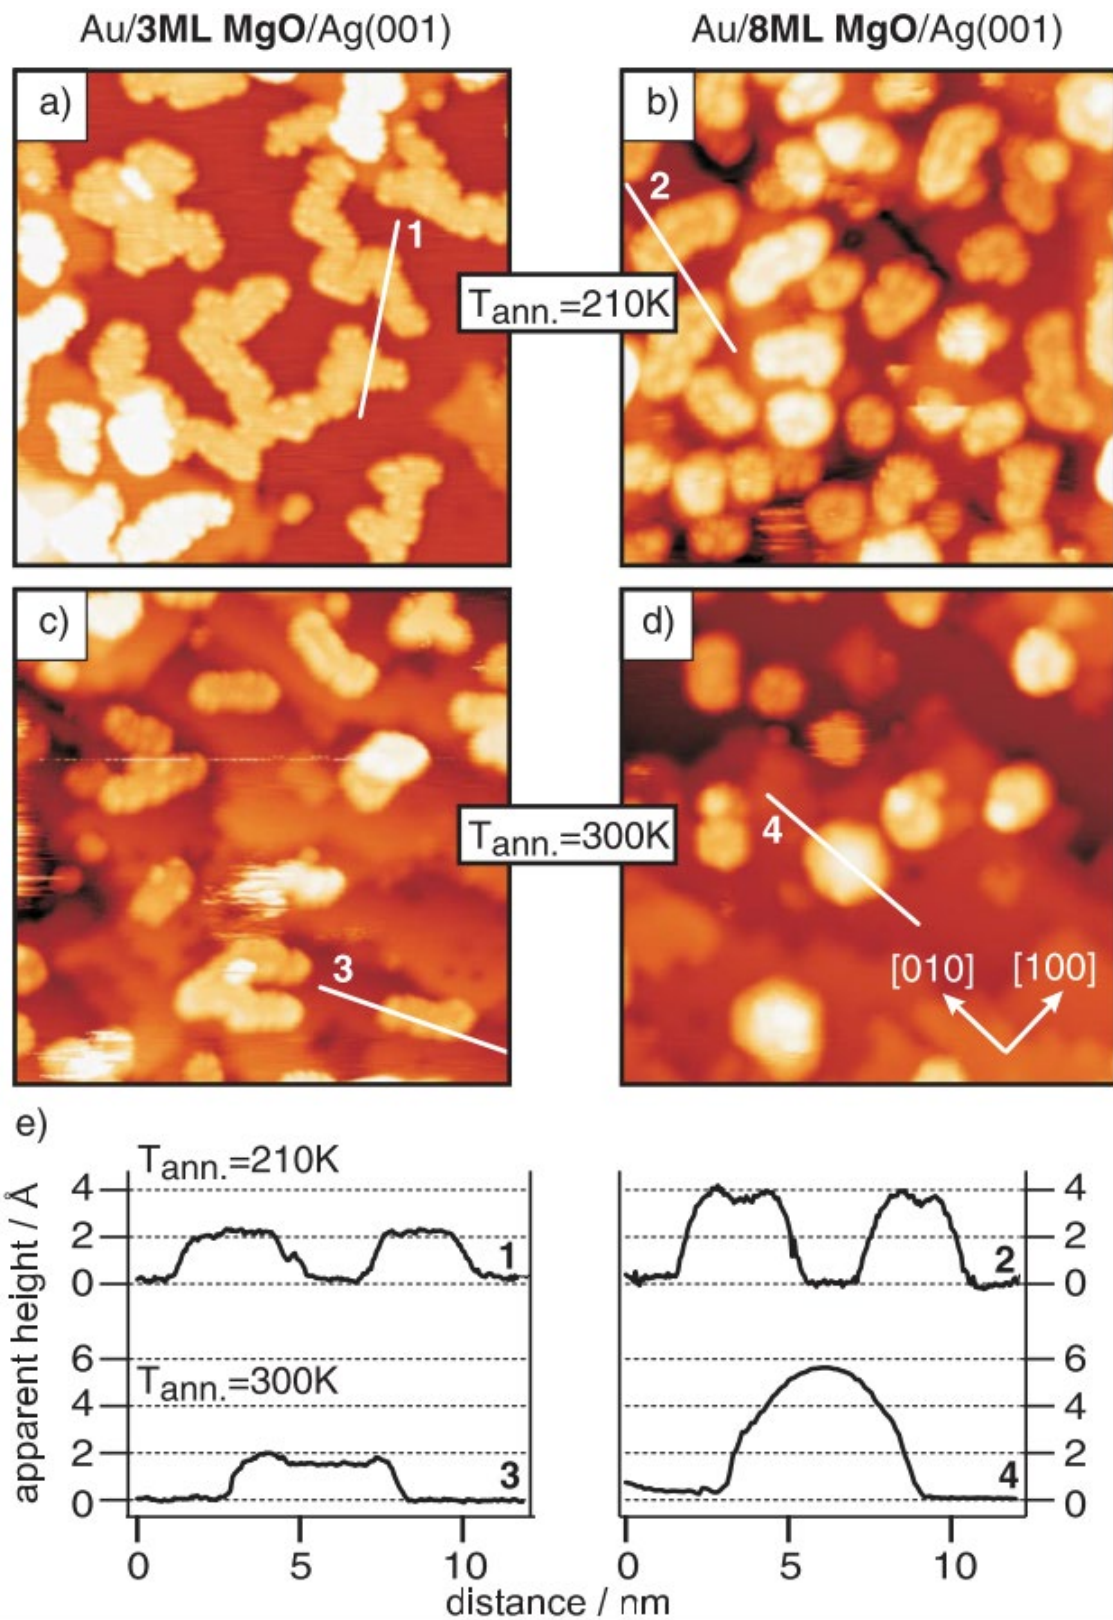 Au/3ML MgO/Ag(001)
Au/8ML MgO/Ag(001)
a)
b)
1
2
Tann.=210K
c)
d)
Tann.=300K
3
4
[010] [100]
e)
apparent height / Å
Tann.=210K
4
2
0
1
4
2
0
2
Tann.=300K
6
4
2
0
3
6
4
2
0
4
0 5 10
0 5 10
distance / nm